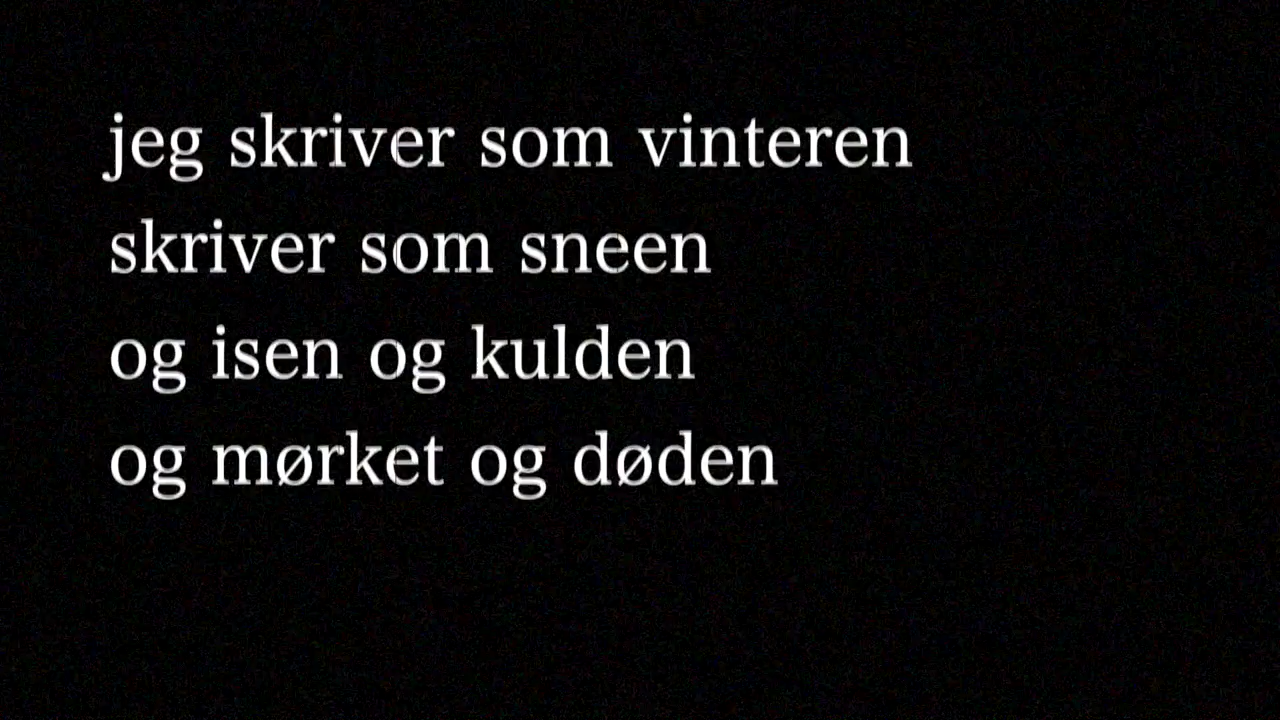 jeg skriver som vinteren
skriver som sneen
og isen og kulden
og mørket og døden